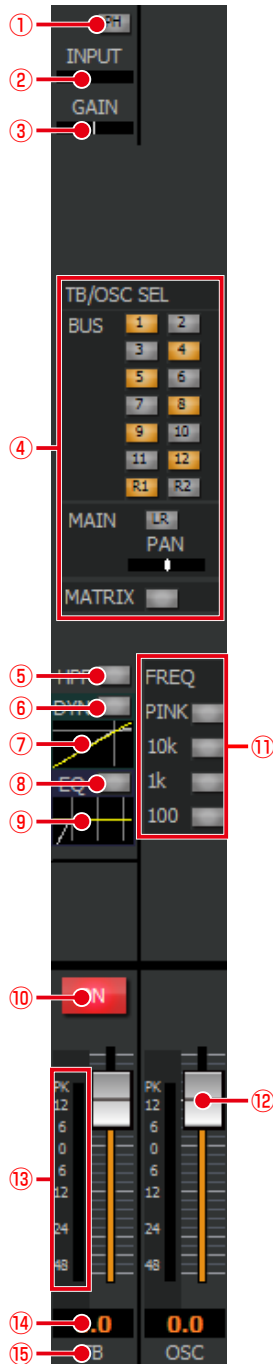 ① PH
INPUT
②
GAIN
③
TB/OSC SEL
BUS 1 2
3 4
5 6
④ 7 8
9 10
11 12
R1 R2
MAIN LR
PAN
MATRIX
⑤ HPF FREQ
⑥ DYN PINK
⑦ 10k ⑪
⑧ EQ 1k
⑨ 100
⑩ ON
PK PK
12 12 ⑫
6 6
0 0
⑬ 6 6
12 12
24 24
48 48
⑭ 0.0 0.0
⑮ TB OSC